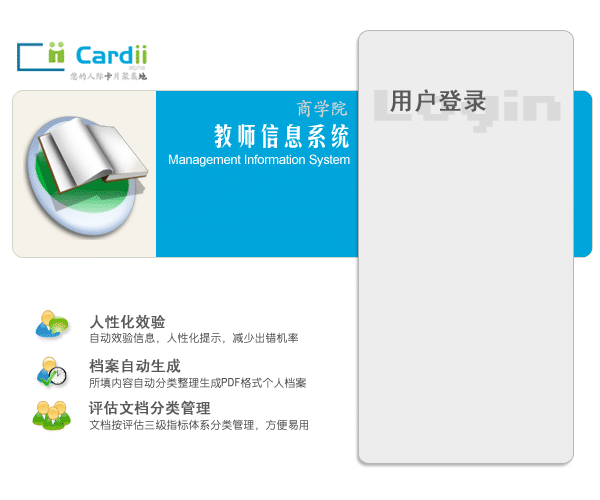 Cardii
您的人际卡片聚集地
商学院
教师信息系统
Management Information System
Login
用户登录
人性化效验
自动效验信息，人性化提示，减少出错机率
档案自动生成
所填内容自动分类整理生成PDF格式个人档案
评估文档分类管理
文档按评估三级指标体系分类管理，方便易用